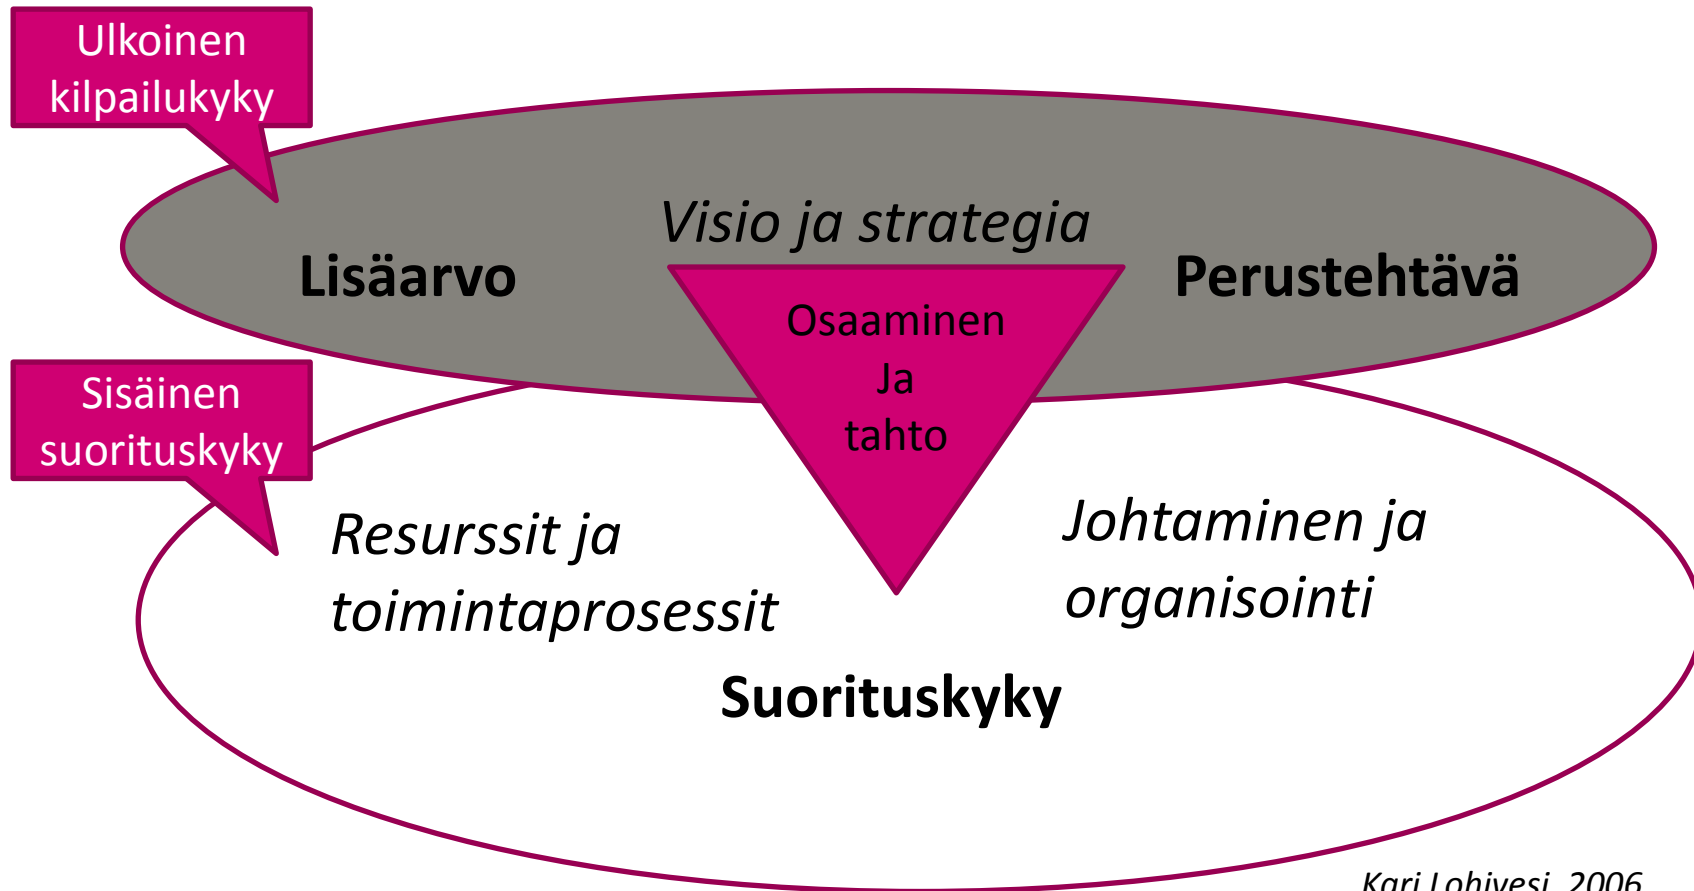 Ulkoinen
kilpailukyky
Visio ja strategia
Lisäarvo
Perustehtävä
Osaaminen
Ja
tahto
Sisäinen
suorituskyky
Resurssit ja
toimintaprosessit
Johtaminen ja
organisointi
Suorituskyky
Kari Lohivesi, 2006